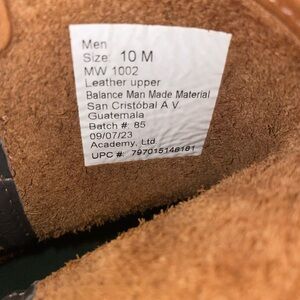 Men
Size: 10 M
MW 1002
Leather upper
Balance Man Made Material
San Cristóbal A V.
Guatemala
Batch #: 85
09/07/23
Academy, Ltd
UPC #: 797015148181